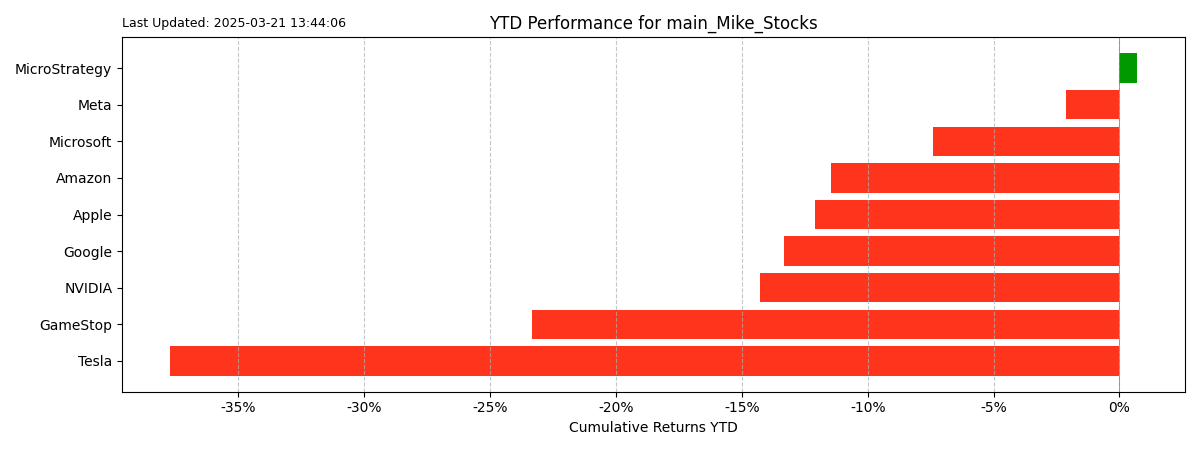 Last Updated: 2025-03-21 13:44:06
YTD Performance for main_Mike_Stocks
MicroStrategy
Meta
Microsoft
Amazon
Apple
Google
NVIDIA
GameStop
Tesla
-35% -30% -25% -20% -15% -10% -5% 0%
Cumulative Returns YTD